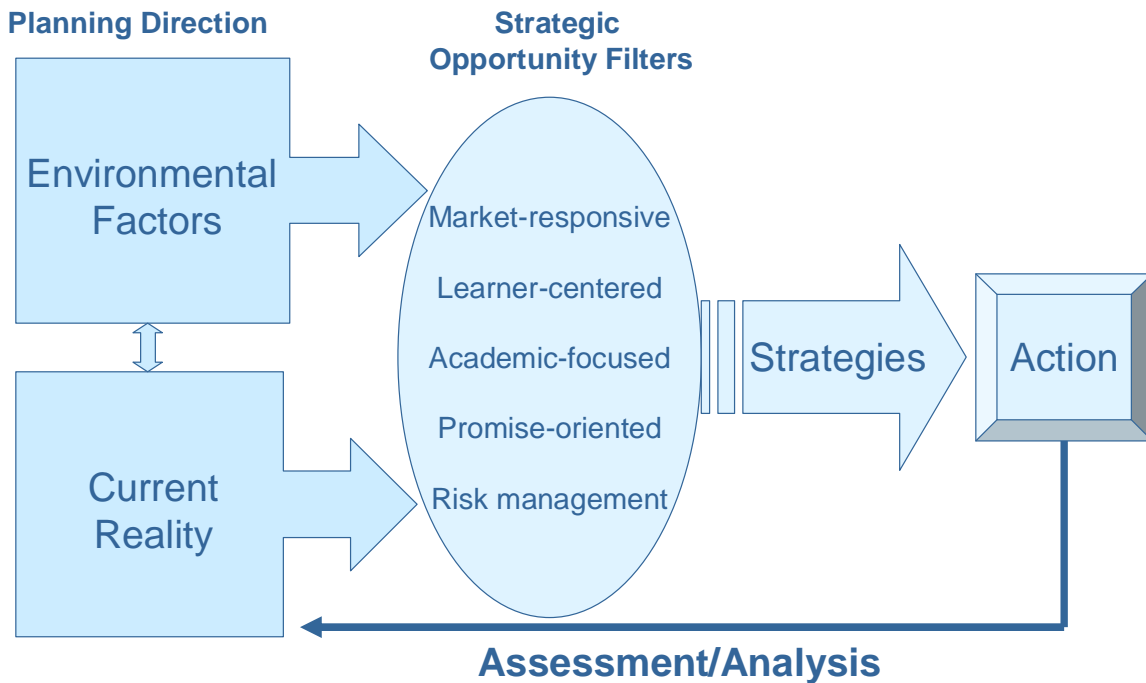 Planning Direction
Strategic
Opportunity Filters
Environmental
Factors
Market-responsive
Learner-centered
Academic-focused
Promise-oriented
Risk management
Strategies
Action
Current
Reality
Assessment/Analysis